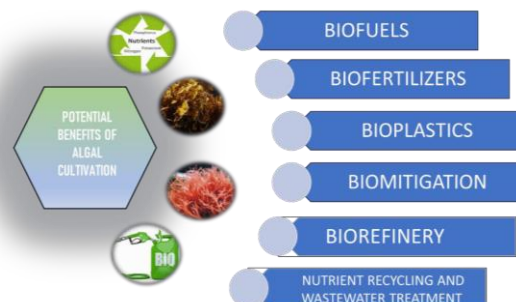 Nutrients
POTENTIAL
BENEFITS OF
ALGAL
CULTIVATION
BIO
BIOFUELS
BIOFERTILIZERS
BIOPLASTICS
BIOMITIGATION
BIOREFINERY
NUTRIENT RECYCLING AND
WASTEWATER TREATMENT